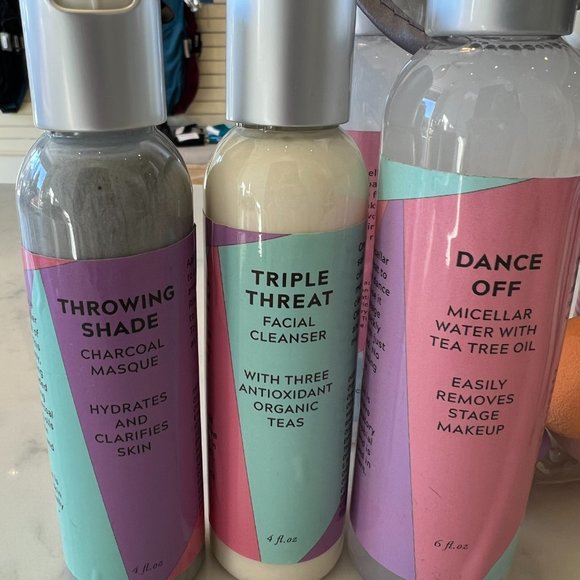 THROWING
SHADE
CHARCOAL
MASQUE
HYDRATES
AND
CLARIFIES
SKIN
4 fl.oz
TRIPLE
THREAT
FACIAL
CLEANSER
WITH THREE
ANTIOXIDANT
ORGANIC
TEAS
4 fl.oz
DANCE
OFF
MICELLAR
WATER WITH
TEA TREE OIL
EASILY
REMOVES
STAGE
MAKEUP
6 fl.oz